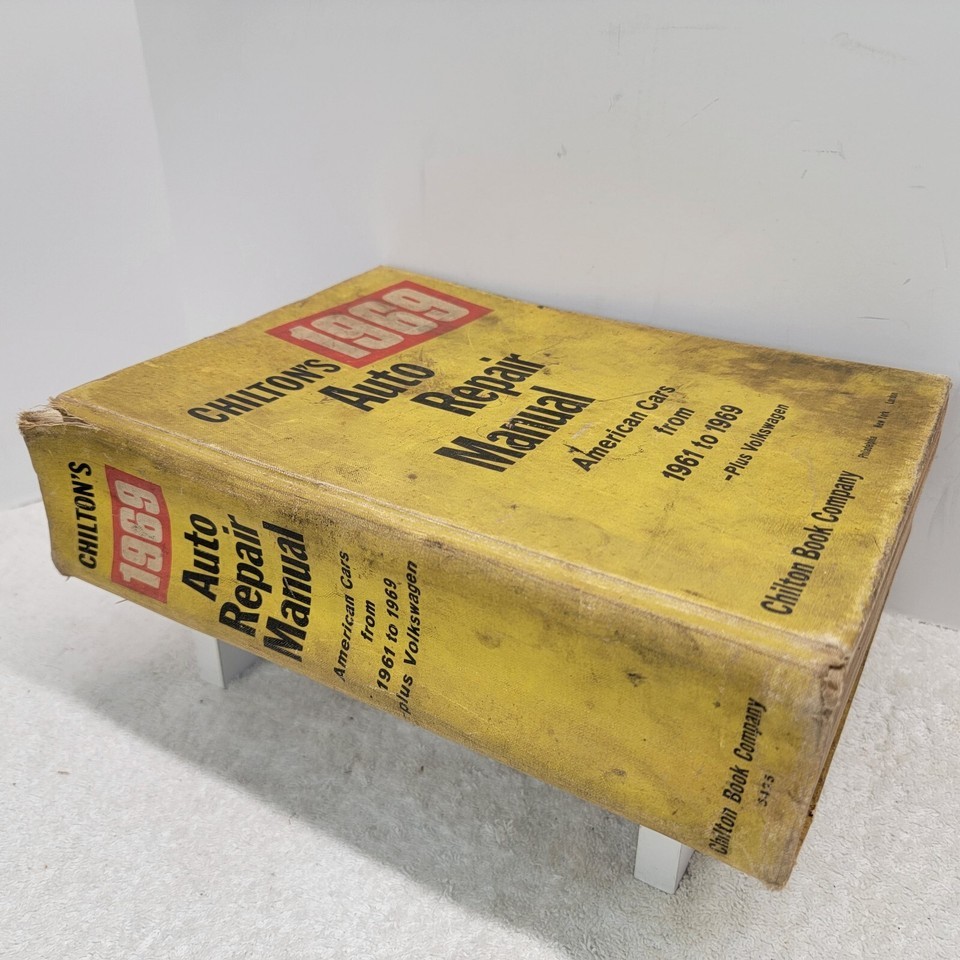 CHILTON'S
1969
Auto
Repair
Manual
American Cars
from
1961 to 1969
-Plus Volkswagen
Chilton Book Company
CHILTON'S
1969
Auto
Repair
Manual
American Cars
from
1961 to 1969
-plus Volkswagen
Chilton Book Company